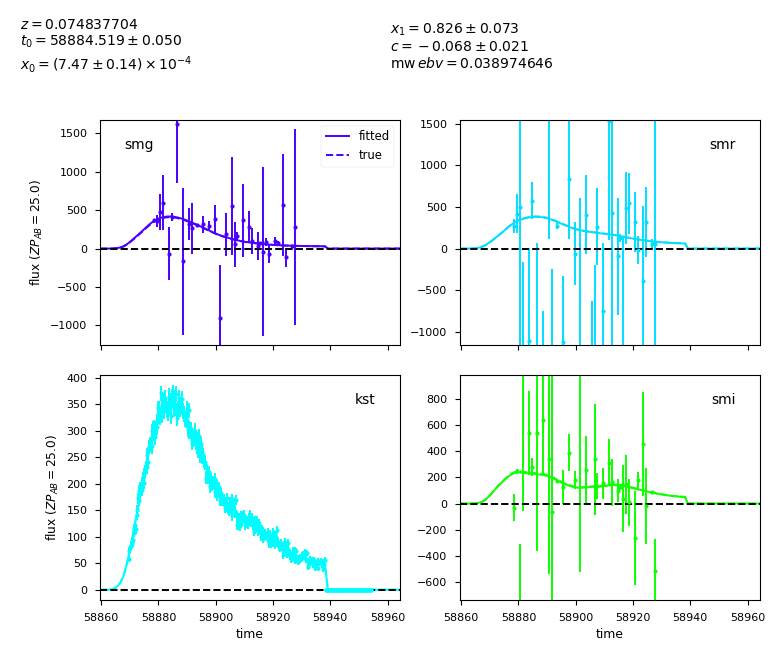 z = 0.074837704
t₀ = 58884.519 ± 0.050
x₀ = (7.47 ± 0.14) × 10⁻⁴
x₁ = 0.826 ± 0.073
c = −0.068 ± 0.021
mw ebv = 0.038974646
1500
1000
500
0
−500
−1000
flux (ZP_AB = 25.0)
smg
fitted
true
1500
1000
500
0
−500
−1000
smr
400
350
300
250
200
150
100
50
0
flux (ZP_AB = 25.0)
kst
58860 58880 58900 58920 58940 58960
time
800
600
400
200
0
−200
−400
−600
smi
58860 58880 58900 58920 58940 58960
time